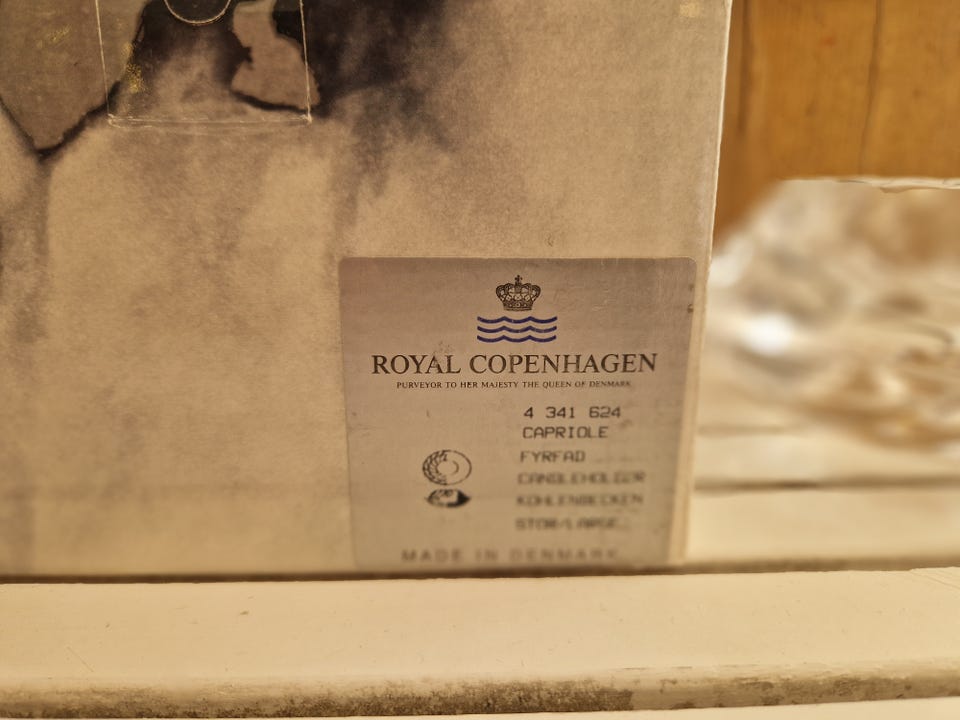 ROYAL COPENHAGEN
PURVEYOR TO HER MAJESTY THE QUEEN OF DENMARK
4 341 624
CAPRIOLE
FYRFAD
CANDLEHOLDER
KOHLENBECKEN
STOR/LARGE
MADE IN DENMARK